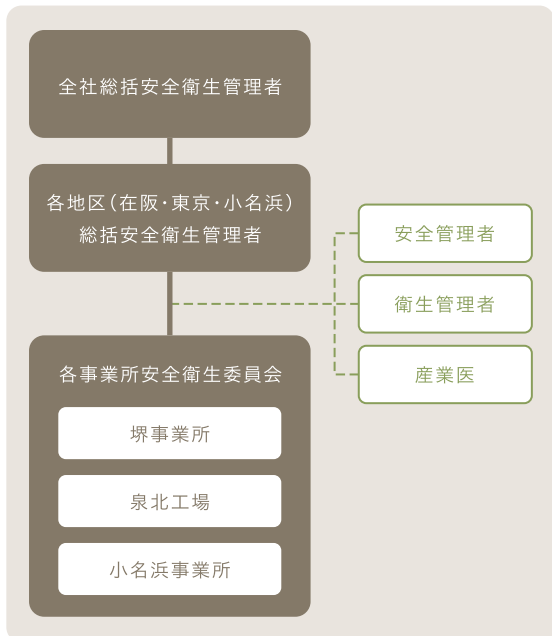 全社総括安全衛生管理者
各地区(在阪・東京・小名浜)
総括安全衛生管理者
安全管理者
衛生管理者
産業医
各事業所安全衛生委員会
堺事業所
泉北工場
小名浜事業所